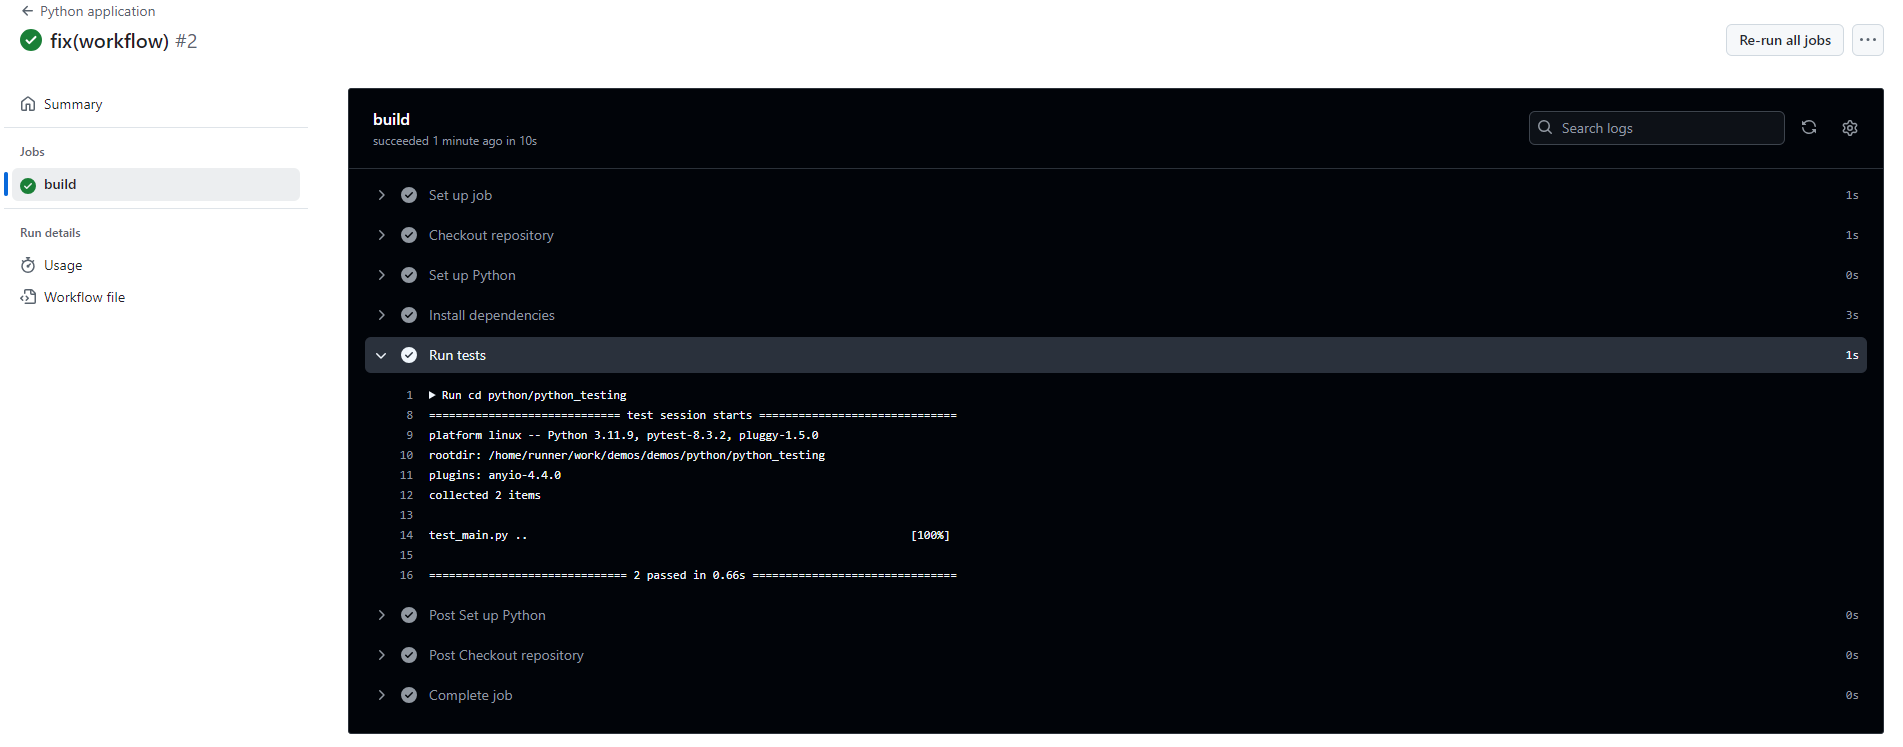 ← Python application
fix(workflow) #2
Re-run all jobs
...
Summary
Jobs
build
Run details
Usage
Workflow file
build
succeeded 1 minute ago in 10s
Search logs
Set up job 1s
Checkout repository 1s
Set up Python 0s
Install dependencies 3s
Run tests 1s
1 ▶ Run cd python/python_testing
8 ============================= test session starts ==============================
9 platform linux -- Python 3.11.9, pytest-8.3.2, pluggy-1.5.0
10 rootdir: /home/runner/work/demos/demos/python/python_testing
11 plugins: anyio-4.4.0
12 collected 2 items
13
14 test_main.py .. [100%]
15
16 ============================== 2 passed in 0.66s ===============================
Post Set up Python 0s
Post Checkout repository 0s
Complete job 0s